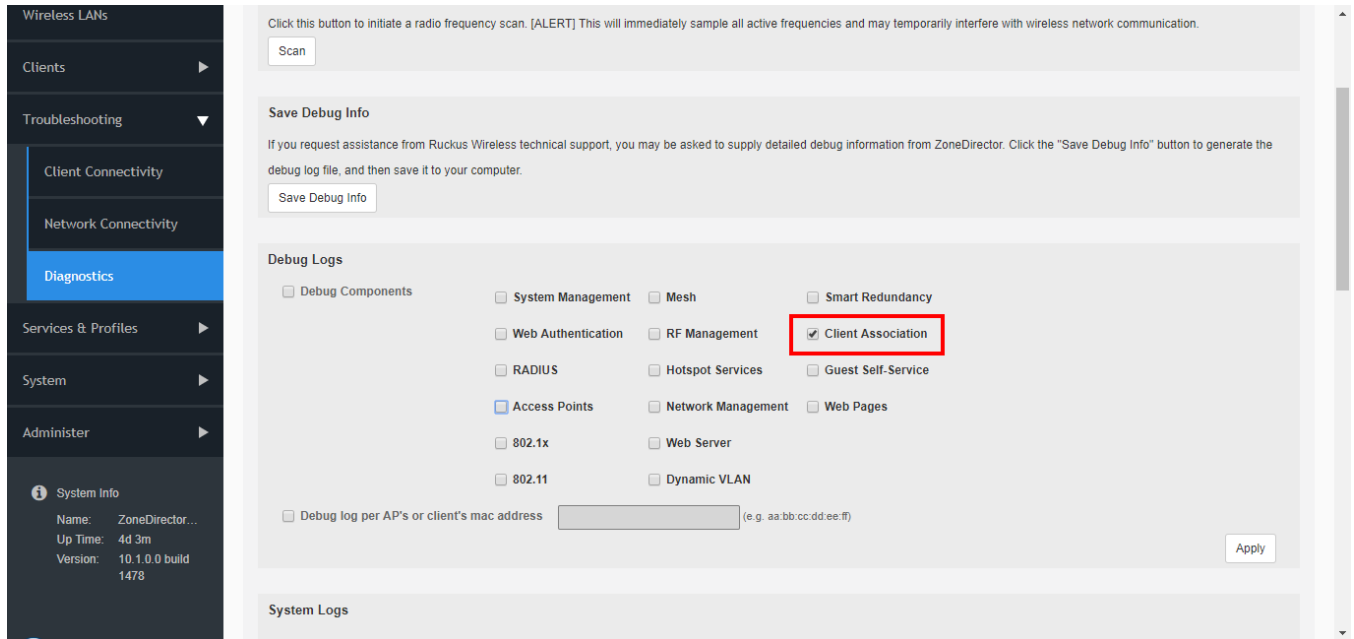 Wireless LANs
Clients
Troubleshooting
Client Connectivity
Network Connectivity
Diagnostics
Services & Profiles
System
Administer
System Info
Name: ZoneDirector...
Up Time: 4d 3m
Version: 10.1.0.0 build
1478
Click this button to initiate a radio frequency scan. [ALERT] This will immediately sample all active frequencies and may temporarily interfere with wireless network communication.
Scan
Save Debug Info
If you request assistance from Ruckus Wireless technical support, you may be asked to supply detailed debug information from ZoneDirector. Click the "Save Debug Info" button to generate the
debug log file, and then save it to your computer.
Save Debug Info
Debug Logs
Debug Components
System Management Mesh Smart Redundancy
Web Authentication RF Management Client Association
RADIUS Hotspot Services Guest Self-Service
Access Points Network Management Web Pages
802.1x Web Server
802.11 Dynamic VLAN
Debug log per AP's or client's mac address (e.g. aa:bb:cc:dd:ee:ff)
Apply
System Logs